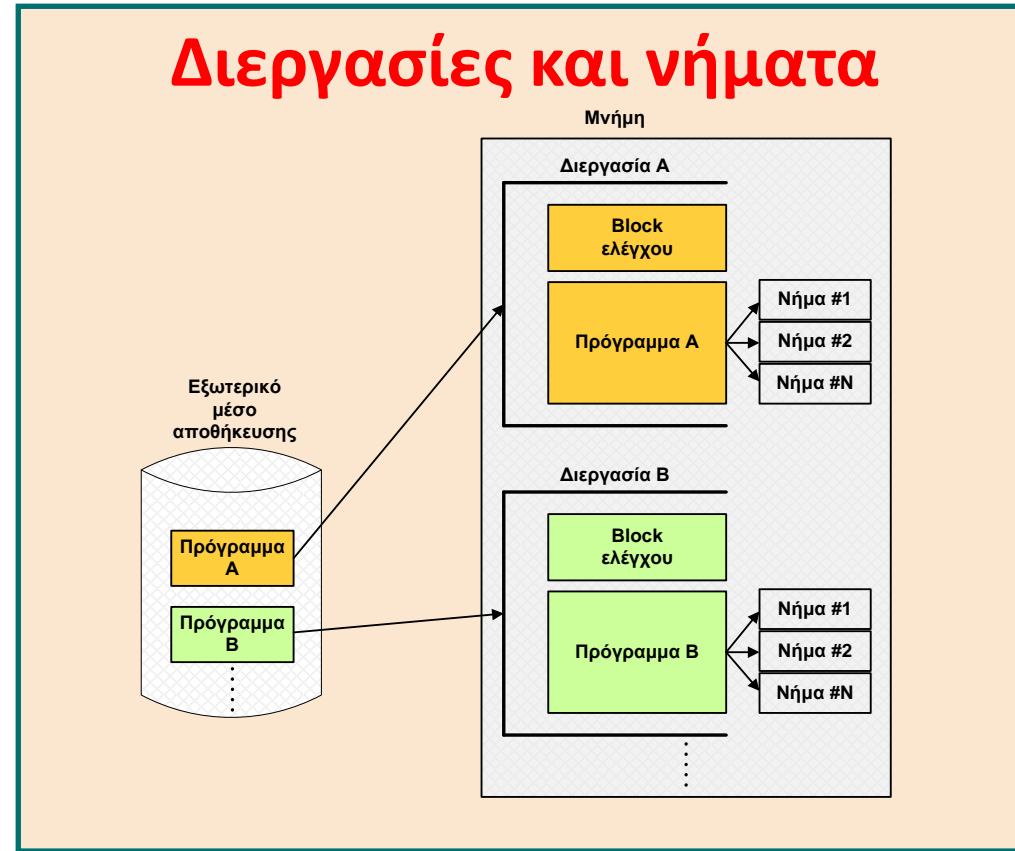 Διεργασίες και νήματα
Μνήμη
Διεργασία Α
Block
ελέγχου
Πρόγραμμα Α
Νήμα #1
Νήμα #2
Νήμα #Ν
Εξωτερικό
μέσο
αποθήκευσης
Πρόγραμμα
Α
Πρόγραμμα
Β
Διεργασία Β
Block
ελέγχου
Πρόγραμμα Β
Νήμα #1
Νήμα #2
Νήμα #Ν